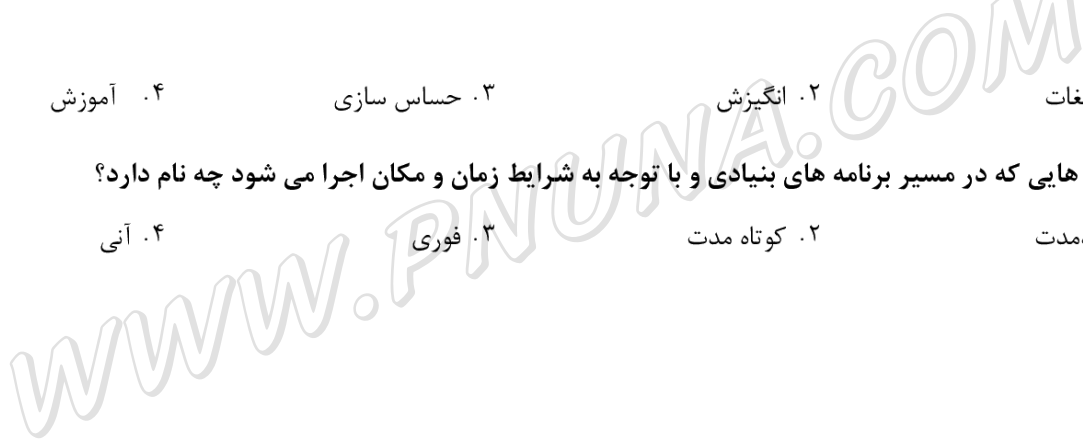 ۲. انگیزش ۳. حساس سازی ۴. آموزش
هایی که در مسیر برنامه های بنیادی و با توجه به شرایط زمان و مکان اجرا می شود چه نام دارد؟
۲. کوتاه مدت ۳. فوری ۴. آنی
WWW.PNUNA.COM